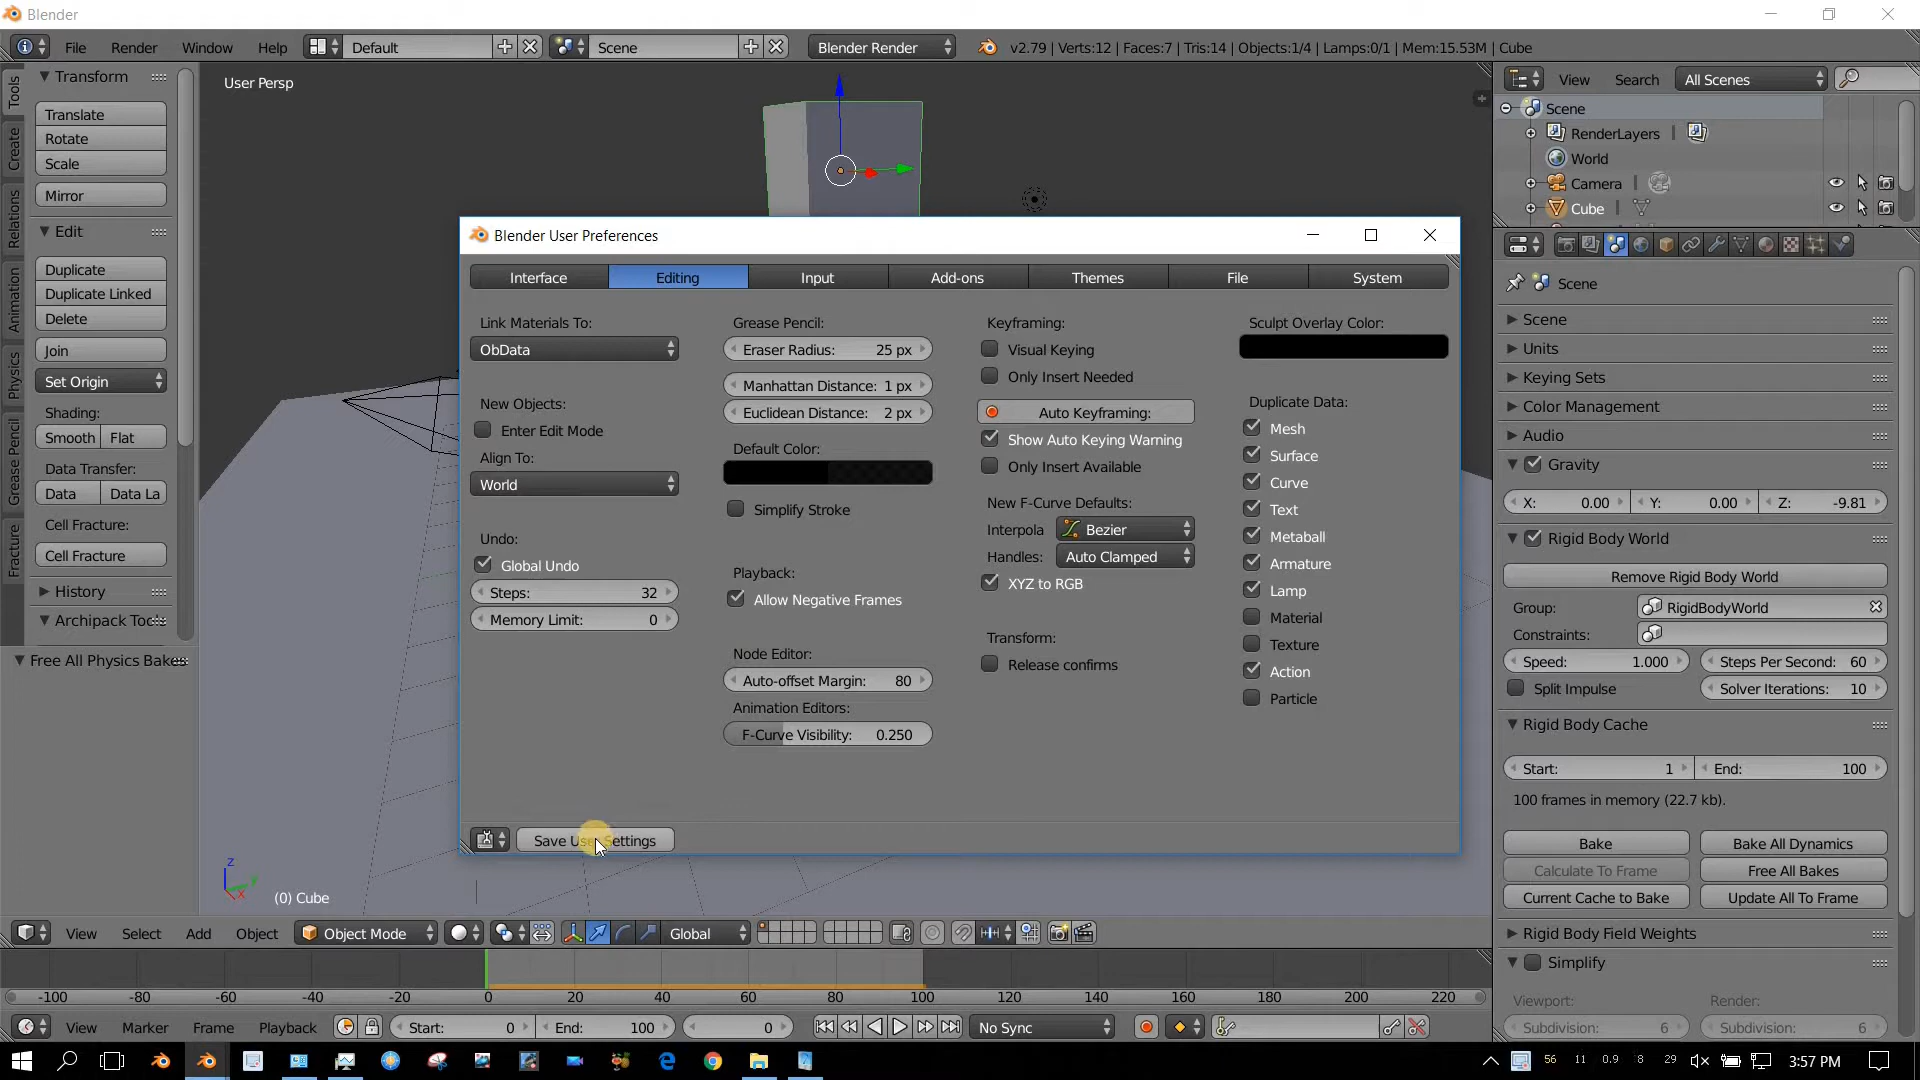 Blender
File Render Window Help Default Scene Blender Render v2.79 | Verts:12 | Faces:7 | Tris:14 | Objects:1/4 | Lamps:0/1 | Mem:15.53M | Cube
Tools
Create
Relations
Animation
Physics
Grease Pencil
Fracture
Transform
Translate
Rotate
Scale
Mirror
Edit
Duplicate
Duplicate Linked
Delete
Join
Set Origin
Shading:
Smooth Flat
Data Transfer:
Data Data La
Cell Fracture:
Cell Fracture
History
Archipack Tools
Free All Physics Bakes
User Persp
Blender User Preferences
Interface Editing Input Add-ons Themes File System
Link Materials To:
ObData
New Objects:
Enter Edit Mode
Align To:
World
Undo:
Global Undo
Steps: 32
Memory Limit: 0
Grease Pencil:
Eraser Radius: 25 px
Manhattan Distance: 1 px
Euclidean Distance: 2 px
Default Color:
Simplify Stroke
Playback:
Allow Negative Frames
Node Editor:
Auto-offset Margin: 80
Animation Editors:
F-Curve Visibility: 0.250
Keyframing:
Visual Keying
Only Insert Needed
Auto Keyframing:
Show Auto Keying Warning
Only Insert Available
New F-Curve Defaults:
Interpola Bezier
Handles: Auto Clamped
XYZ to RGB
Transform:
Release confirms
Sculpt Overlay Color:
Duplicate Data:
Mesh
Surface
Curve
Text
Metaball
Armature
Lamp
Material
Texture
Action
Particle
Save User Settings
z
Y
X
(0) Cube
View Select Add Object Object Mode Global
-100 -80 -60 -40 -20 0 20 40 60 80 100 120 140 160 180 200 220
View Marker Frame Playback Start: 0 End: 100 0 No Sync
View Search All Scenes
Scene
RenderLayers |
World
Camera |
Cube |
Scene
Scene
Units
Keying Sets
Color Management
Audio
Gravity
X: 0.00 Y: 0.00 Z: -9.81
Rigid Body World
Remove Rigid Body World
Group: RigidBodyWorld
Constraints:
Speed: 1.000 Steps Per Second: 60
Split Impulse Solver Iterations: 10
Rigid Body Cache
Start: 1 End: 100
100 frames in memory (22.7 kb).
Bake Bake All Dynamics
Calculate To Frame Free All Bakes
Current Cache to Bake Update All To Frame
Rigid Body Field Weights
Simplify
Viewport: Render:
Subdivision: 6 Subdivision: 6
56 11 0.9 8 29 3:57 PM